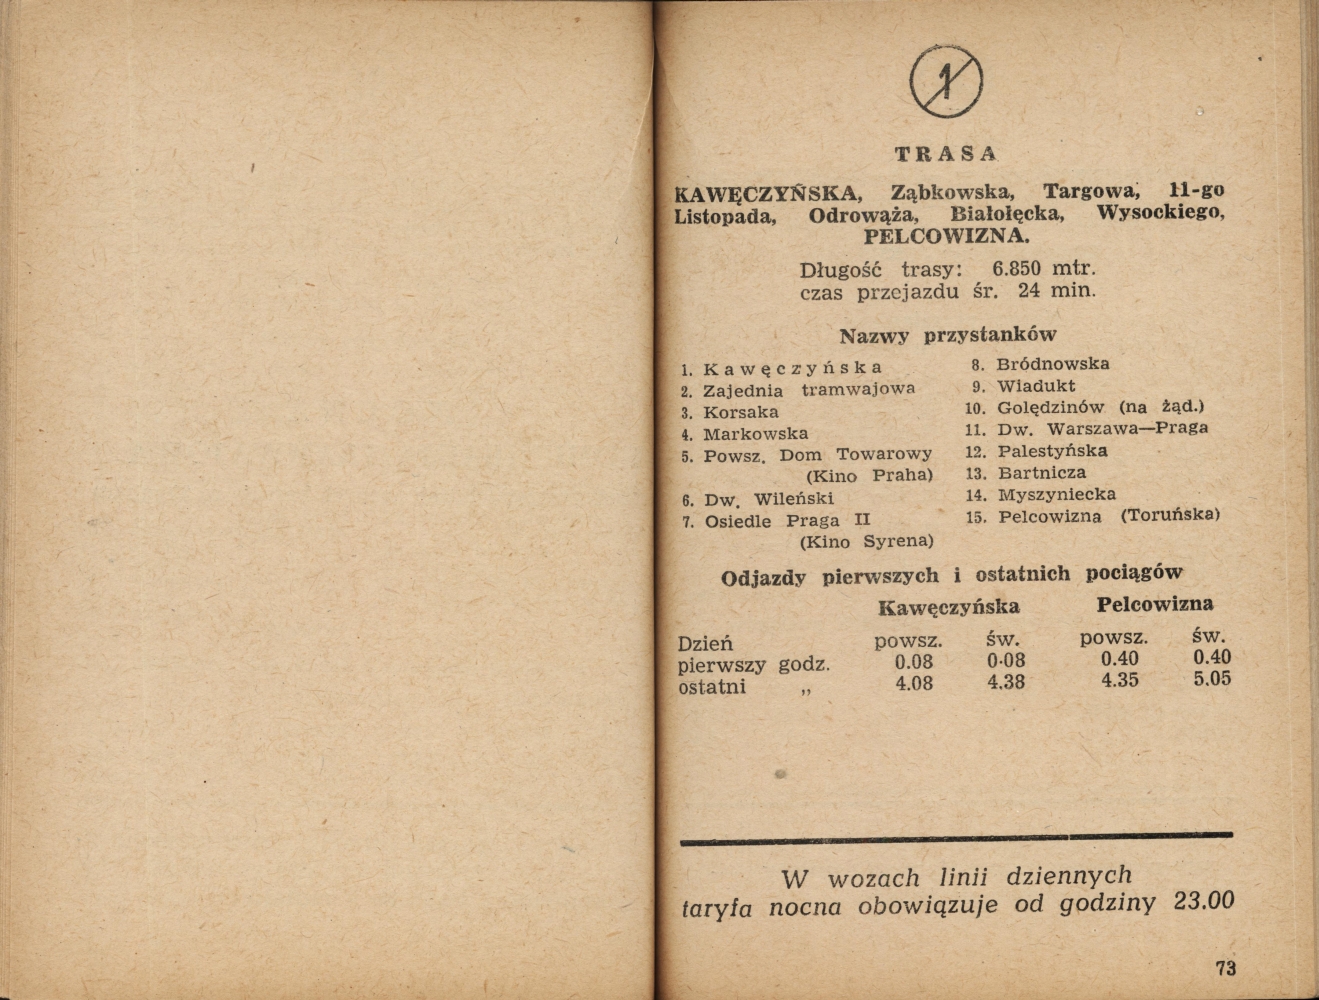 1
TRASA
KAWĘCZYŃSKA, Ząbkowska, Targowa, 11-go
Listopada, Odrowąża, Białołęcka, Wysockiego,
PELCOWIZNA.
Długość trasy: 6.850 mtr.
czas przejazdu śr. 24 min.
Nazwy przystanków
1. Kawęczyńska
2. Zajednia tramwajowa
3. Korsaka
4. Markowska
5. Powsz. Dom Towarowy
(Kino Praha)
6. Dw. Wileński
7. Osiedle Praga II
(Kino Syrena)
8. Bródnowska
9. Wiadukt
10. Golędzinów (na żąd.)
11. Dw. Warszawa—Praga
12. Palestyńska
13. Bartnicza
14. Myszyniecka
15. Pelcowizna (Toruńska)
Odjazdy pierwszych i ostatnich pociągów
Kawęczyńska Pelcowizna
Dzień powsz. św. powsz. św.
pierwszy godz. 0.08 0·08 0.40 0.40
ostatni „ 4.08 4.38 4.35 5.05
W wozach linii dziennych
taryfa nocna obowiązuje od godziny 23.00
73